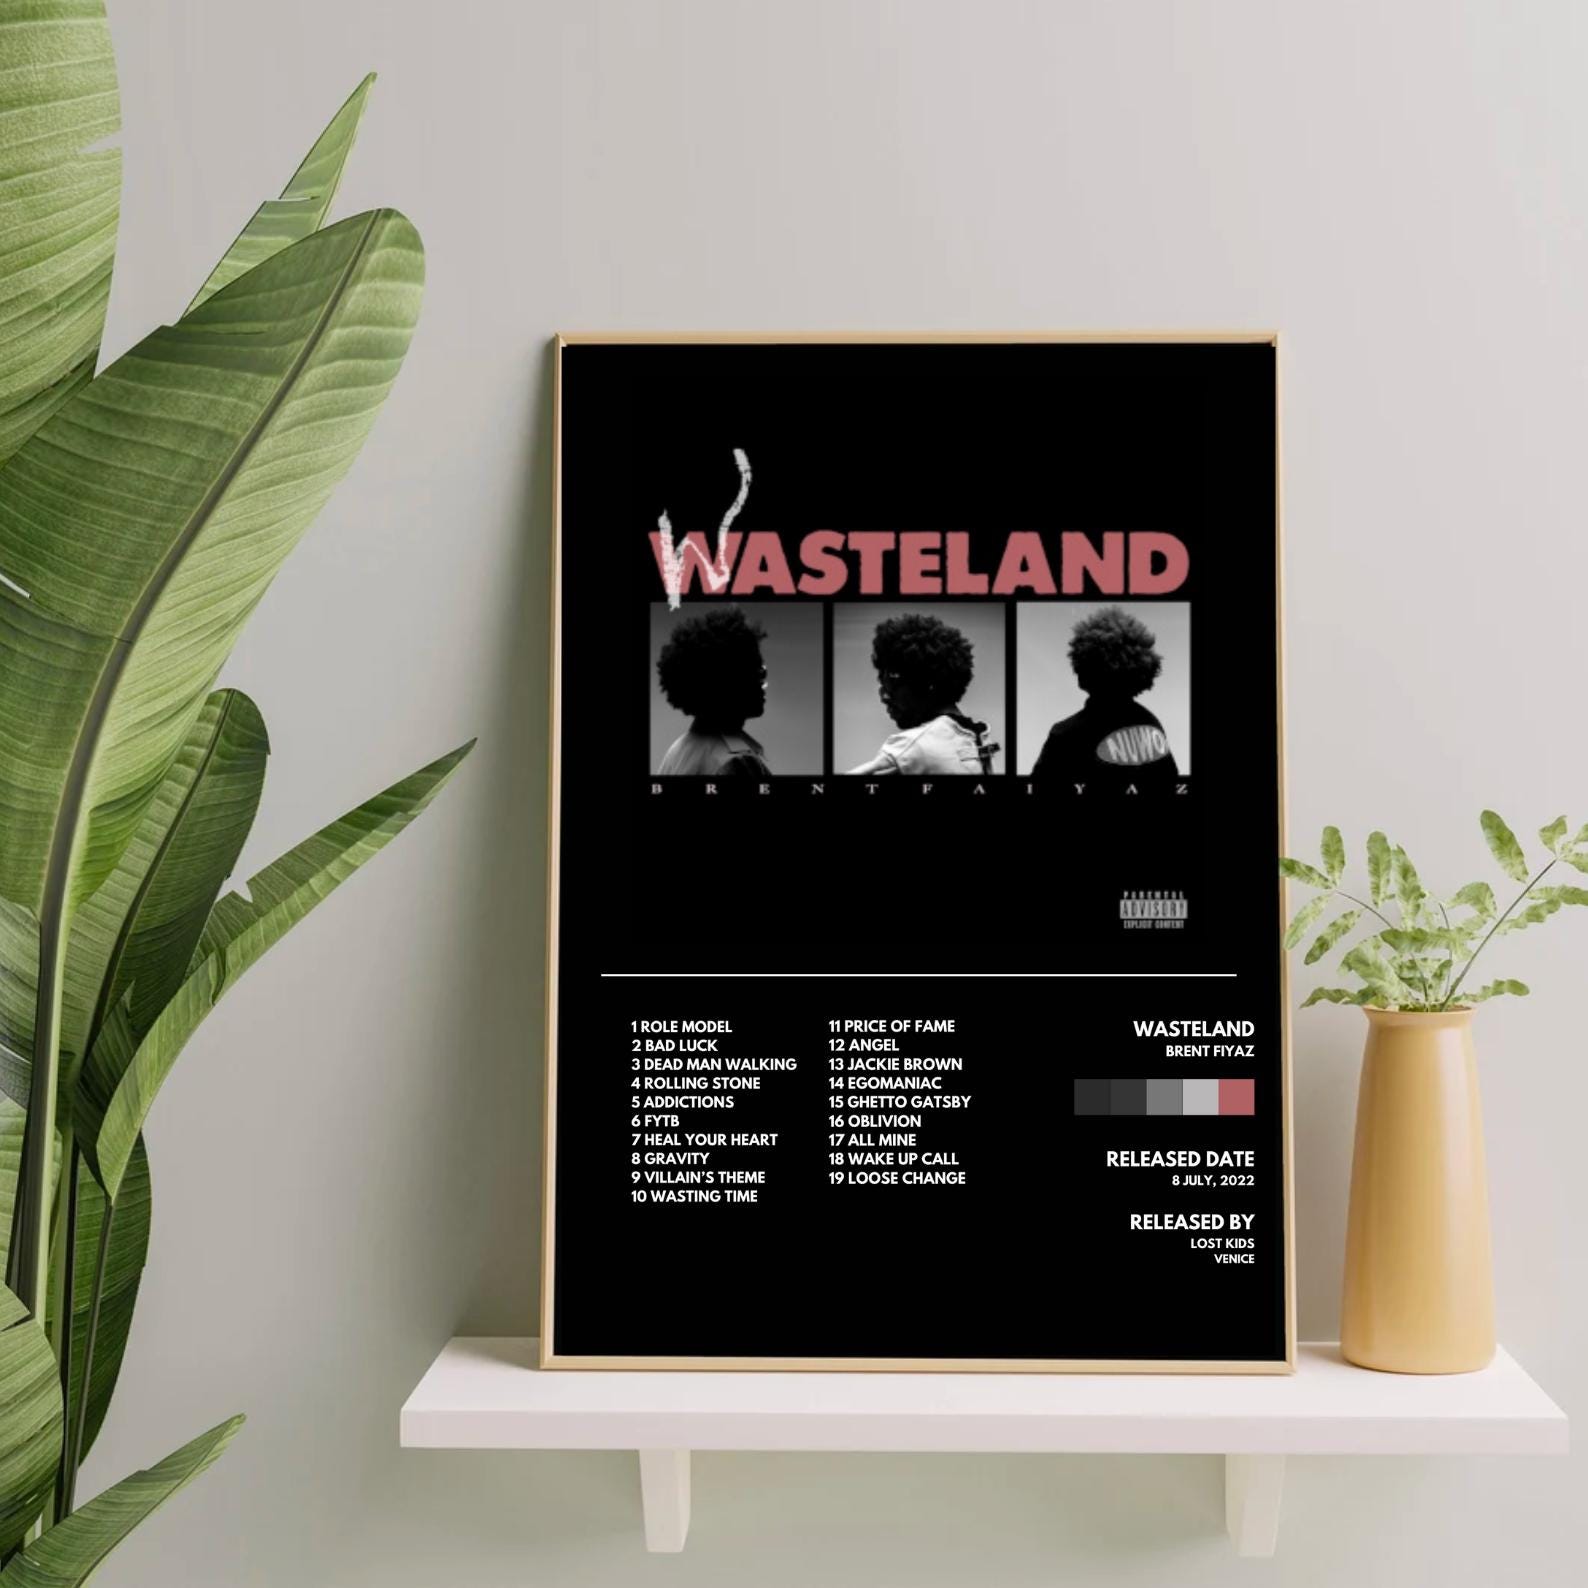 WASTELAND
NUWO
B R E N T F A I Y A Z
PARENTAL
ADVISORY
EXPLICIT CONTENT
1 ROLE MODEL
2 BAD LUCK
3 DEAD MAN WALKING
4 ROLLING STONE
5 ADDICTIONS
6 FYTB
7 HEAL YOUR HEART
8 GRAVITY
9 VILLAIN’S THEME
10 WASTING TIME
11 PRICE OF FAME
12 ANGEL
13 JACKIE BROWN
14 EGOMANIAC
15 GHETTO GATSBY
16 OBLIVION
17 ALL MINE
18 WAKE UP CALL
19 LOOSE CHANGE
WASTELAND
BRENT FIYAZ
RELEASED DATE
8 JULY, 2022
RELEASED BY
LOST KIDS
VENICE